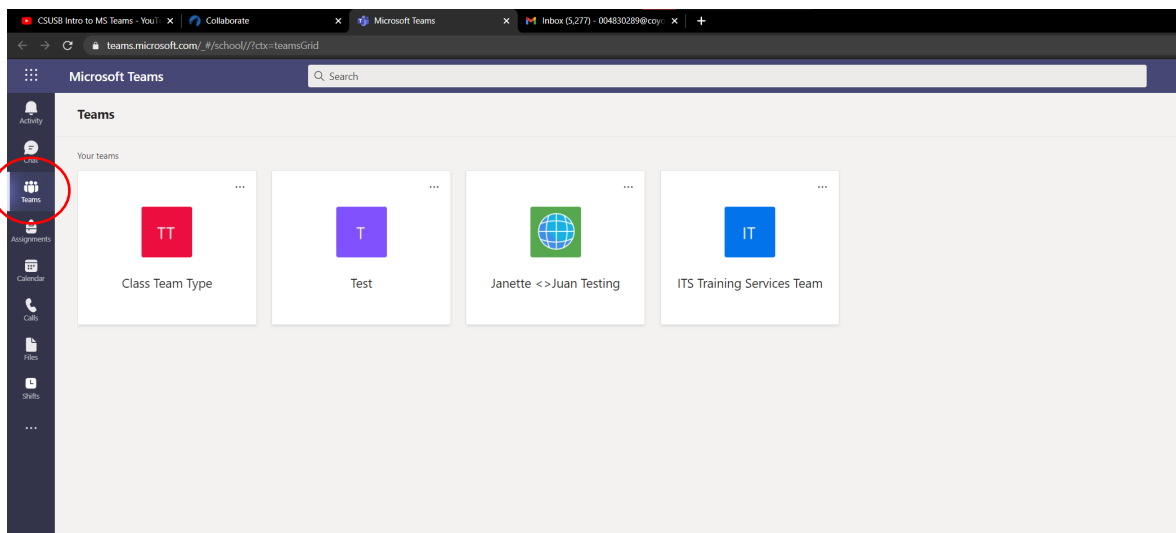 CSUSB Intro to MS Teams - YouT
Collaborate
Microsoft Teams
Inbox (5,277) - 004830289@coyo
teams.microsoft.com/_#/school//?ctx=teamsGrid
Microsoft Teams
Search
Activity
Chat
Teams
Assignments
Calendar
Calls
Files
Shifts
Teams
Your teams
TT
Class Team Type
T
Test
Janette <>Juan Testing
IT
ITS Training Services Team